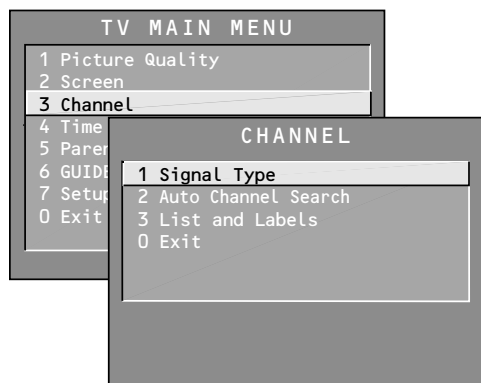 TV MAIN MENU
1 Picture Quality
2 Screen
3 Channel
4 Time
5 Paren
6 GUIDE
7 Setup
0 Exit
CHANNEL
1 Signal Type
2 Auto Channel Search
3 List and Labels
0 Exit